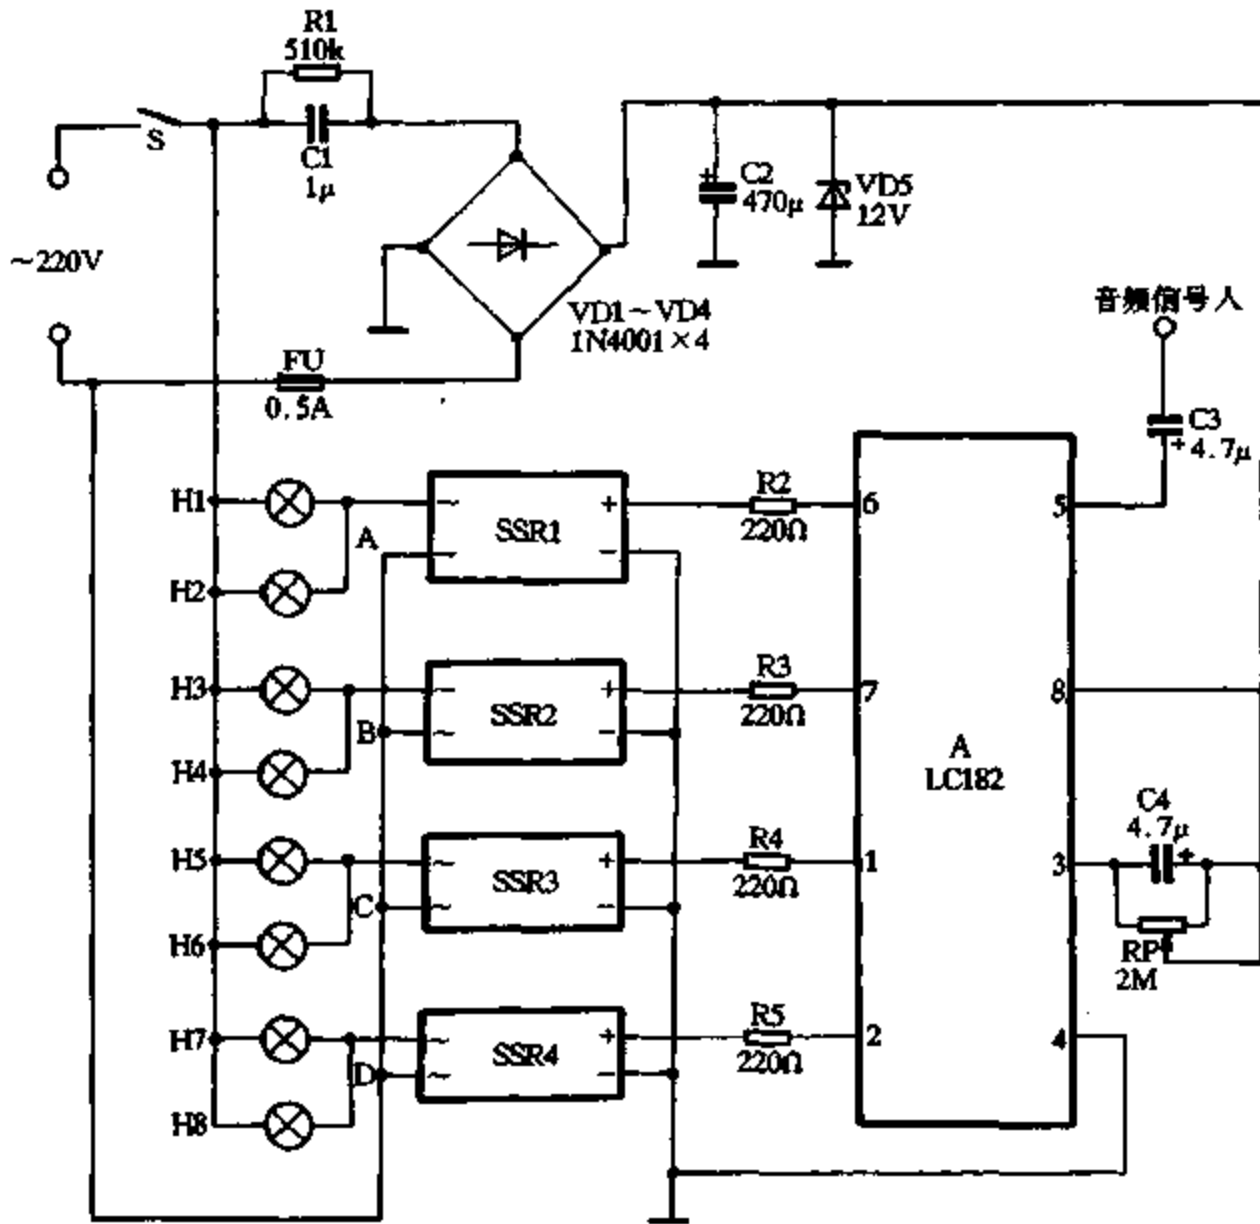 R1
510k
S
C1
1μ
~220V
VD1~VD4
1N4001×4
C2
470μ
VD5
12V
音频信号人
FU
0.5A
C3
4.7μ
H1
A
H2
SSR1
R2
220Ω
6
5
H3
B
H4
SSR2
R3
220Ω
7
8
A
LC182
H5
C
H6
SSR3
R4
220Ω
1
3
C4
4.7μ
RP
2M
H7
D
H8
SSR4
R5
220Ω
2
4